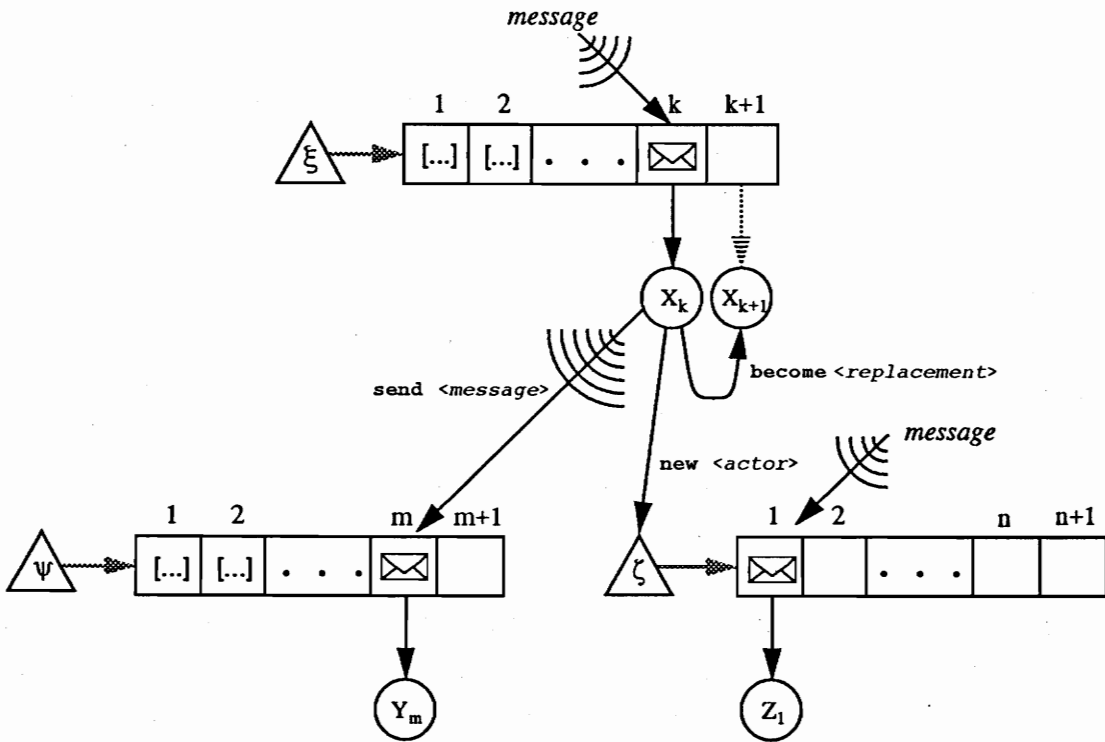 message
1 2 k k+1
ξ [...] [...] . . .
X_k X_{k+1}
become <replacement>
send <message>
message
new <actor>
1 2 m m+1 1 2 n n+1
ψ [...] [...] . . . ζ . . .
Y_m Z_1